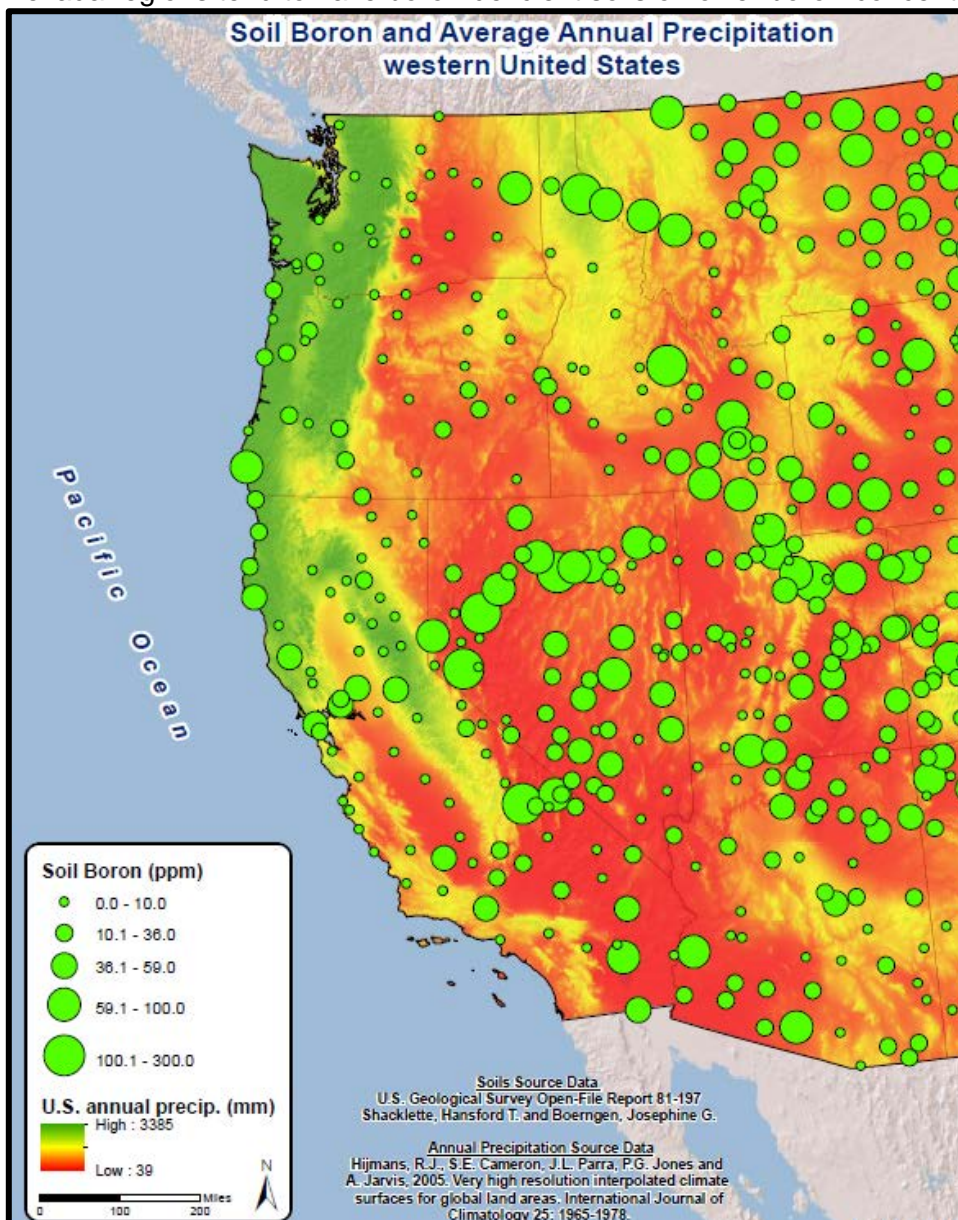 Soil Boron and Average Annual Precipitation
western United States
Pacific Ocean
Soil Boron (ppm)
0.0 - 10.0
10.1 - 36.0
36.1 - 59.0
59.1 - 100.0
100.1 - 300.0
U.S. annual precip. (mm)
High : 3385
Low : 39
N
Miles
0 100 200
Soils Source Data
U.S. Geological Survey Open-File Report 81-197
Shacklette, Hansford T. and Boerngen, Josephine G.
Annual Precipitation Source Data
Hijmans, R.J., S.E. Cameron, J.L. Parra, P.G. Jones and
A. Jarvis, 2005. Very high resolution interpolated climate
surfaces for global land areas. International Journal of
Climatology 25: 1965-1978.